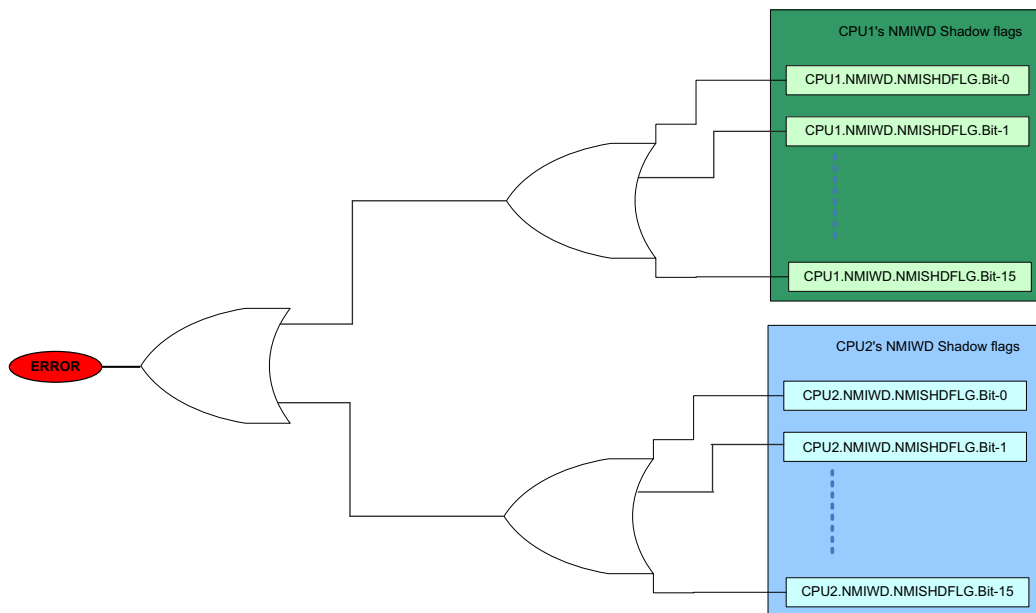 CPU1's NMIWD Shadow flags
CPU1.NMIWD.NMISHDFLG.Bit-0
CPU1.NMIWD.NMISHDFLG.Bit-1
CPU1.NMIWD.NMISHDFLG.Bit-15
ERROR
CPU2's NMIWD Shadow flags
CPU2.NMIWD.NMISHDFLG.Bit-0
CPU2.NMIWD.NMISHDFLG.Bit-1
CPU2.NMIWD.NMISHDFLG.Bit-15